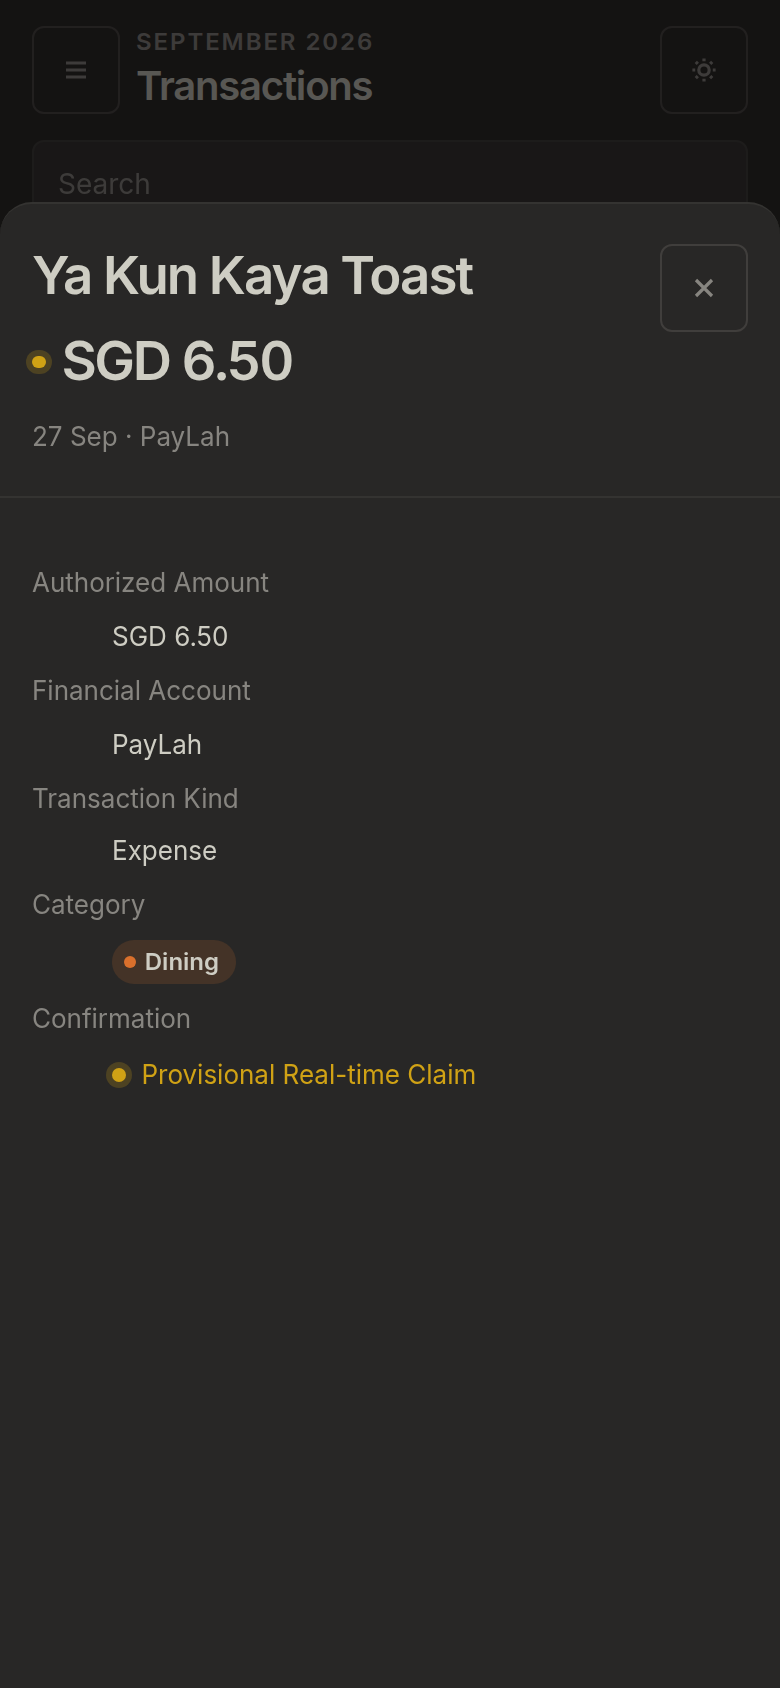 SEPTEMBER 2026
Transactions
Search
Ya Kun Kaya Toast
SGD 6.50
27 Sep · PayLah
Authorized Amount
SGD 6.50
Financial Account
PayLah
Transaction Kind
Expense
Category
Dining
Confirmation
Provisional Real-time Claim